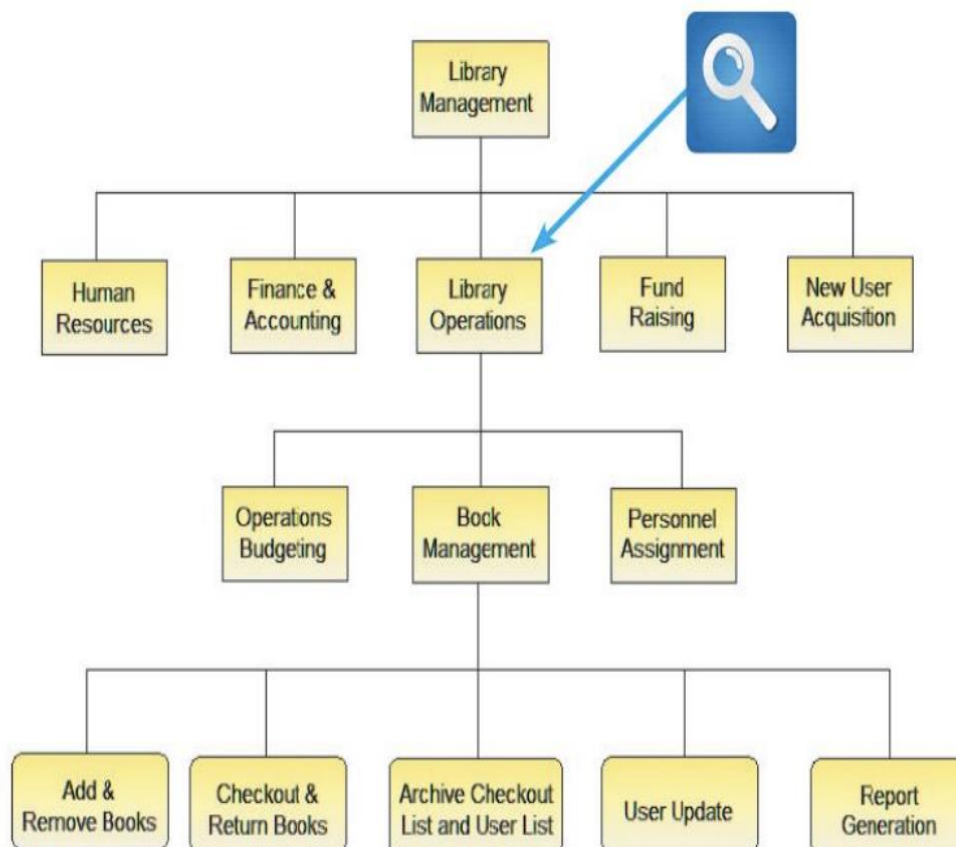 Library
Management
Human
Resources
Finance &
Accounting
Library
Operations
Fund
Raising
New User
Acquisition
Operations
Budgeting
Book
Management
Personnel
Assignment
Add &
Remove Books
Checkout &
Return Books
Archive Checkout
List and User List
User Update
Report
Generation